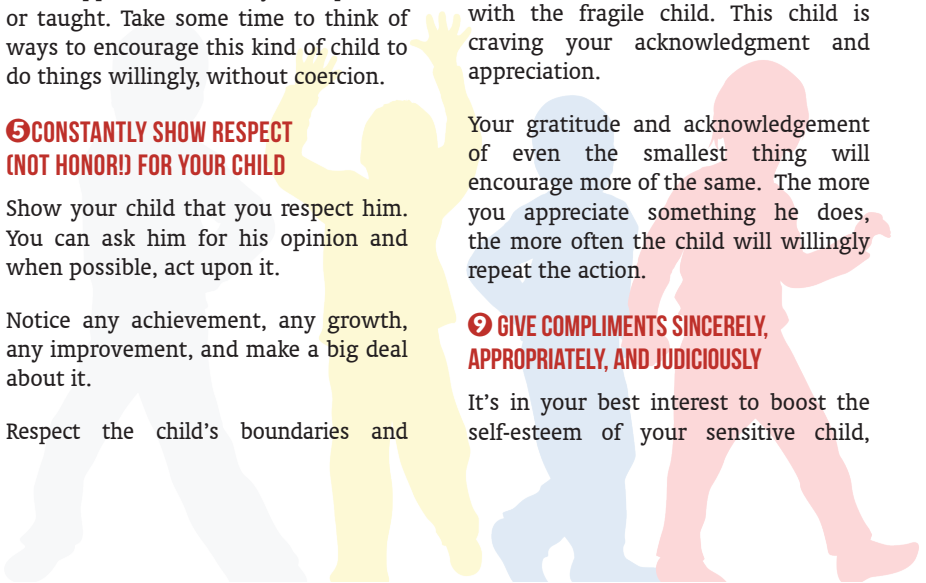 or taught. Take some time to think of
ways to encourage this kind of child to
do things willingly, without coercion.
❺CONSTANTLY SHOW RESPECT
(NOT HONOR!) FOR YOUR CHILD
Show your child that you respect him.
You can ask him for his opinion and
when possible, act upon it.
Notice any achievement, any growth,
any improvement, and make a big deal
about it.
Respect the child's boundaries and
with the fragile child. This child is
craving your acknowledgment and
appreciation.
Your gratitude and acknowledgement
of even the smallest thing will
encourage more of the same. The more
you appreciate something he does,
the more often the child will willingly
repeat the action.
❾ GIVE COMPLIMENTS SINCERELY,
APPROPRIATELY, AND JUDICIOUSLY
It's in your best interest to boost the
self-esteem of your sensitive child,